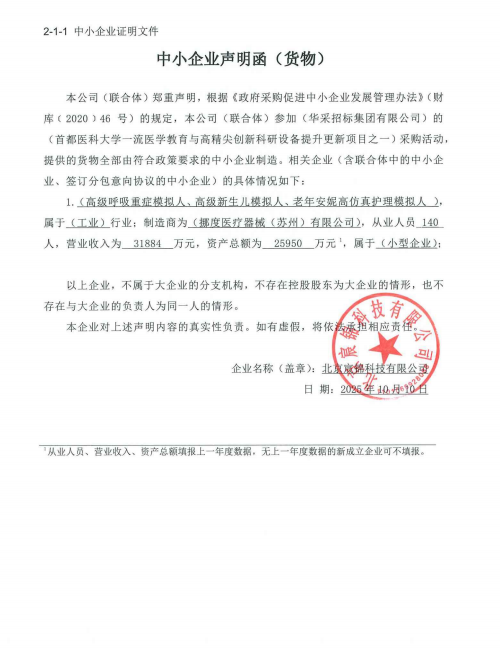 2-1-1 中小企业证明文件
中小企业声明函（货物）
本公司（联合体）郑重声明，根据《政府采购促进中小企业发展管理办法》（财
库﹝2020﹞46 号）的规定，本公司（联合体）参加（华采招标集团有限公司）的
（首都医科大学一流医学教育与高精尖创新科研设备提升更新项目之一）采购活动，
提供的货物全部由符合政策要求的中小企业制造。相关企业（含联合体中的中小企
业、签订分包意向协议的中小企业）的具体情况如下：
1.（高级呼吸重症模拟人、高级新生儿模拟人、老年安妮高仿真护理模拟人 ），
属于（工业）行业；制造商为（挪度医疗器械（苏州）有限公司），从业人员 140
人，营业收入为 31884 万元，资产总额为 25950 万元¹，属于（小型企业）；
以上企业，不属于大企业的分支机构，不存在控股股东为大企业的情形，也不
存在与大企业的负责人为同一人的情形。
本企业对上述声明内容的真实性负责。如有虚假，将依法承担相应责任。
企业名称（盖章）：北京宸锦科技有限公司
日 期：2025 年 10 月 10 日
¹从业人员、营业收入、资产总额填报上一年度数据，无上一年度数据的新成立企业可不填报。
北京宸锦科技有限公司